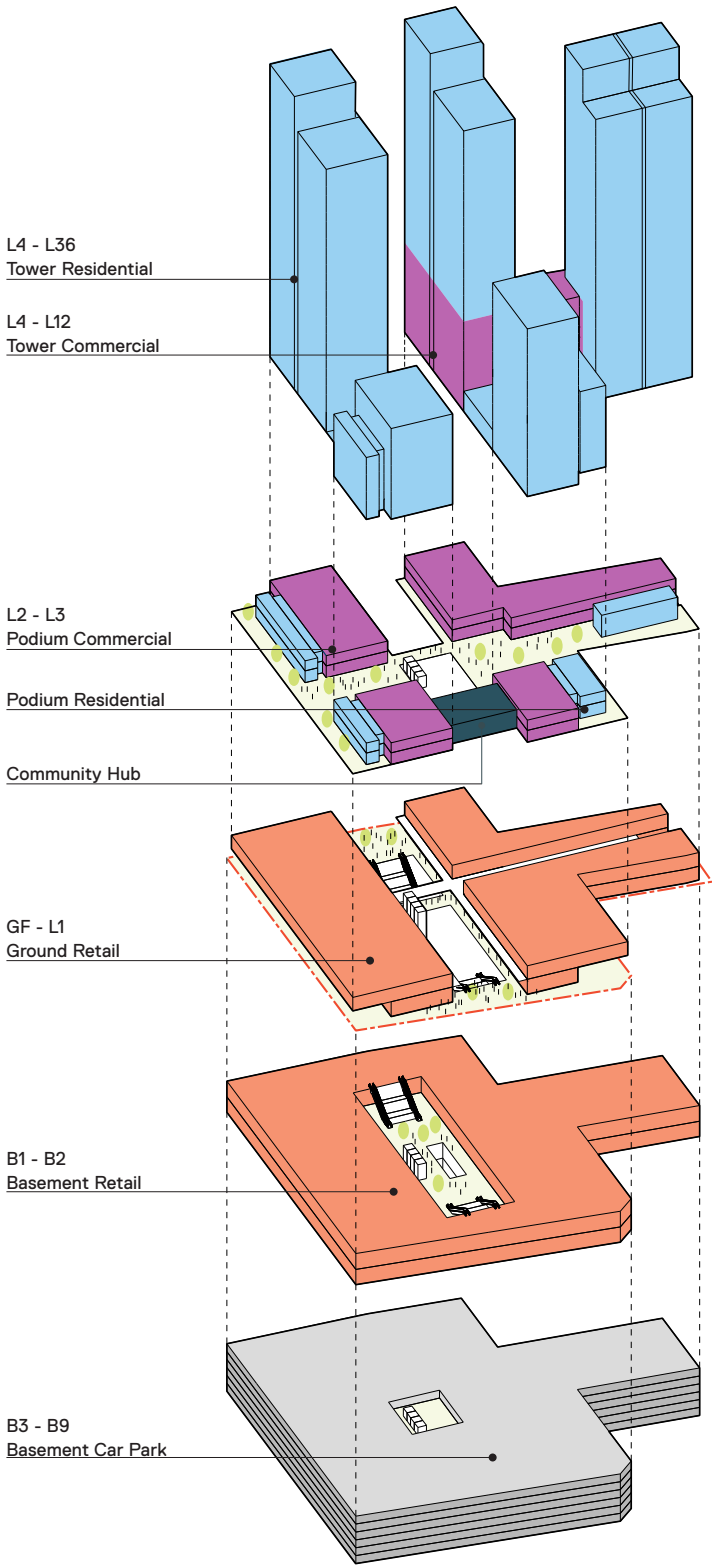 L4 - L36
Tower Residential
L4 - L12
Tower Commercial
L2 - L3
Podium Commercial
Podium Residential
Community Hub
GF - L1
Ground Retail
B1 - B2
Basement Retail
B3 - B9
Basement Car Park